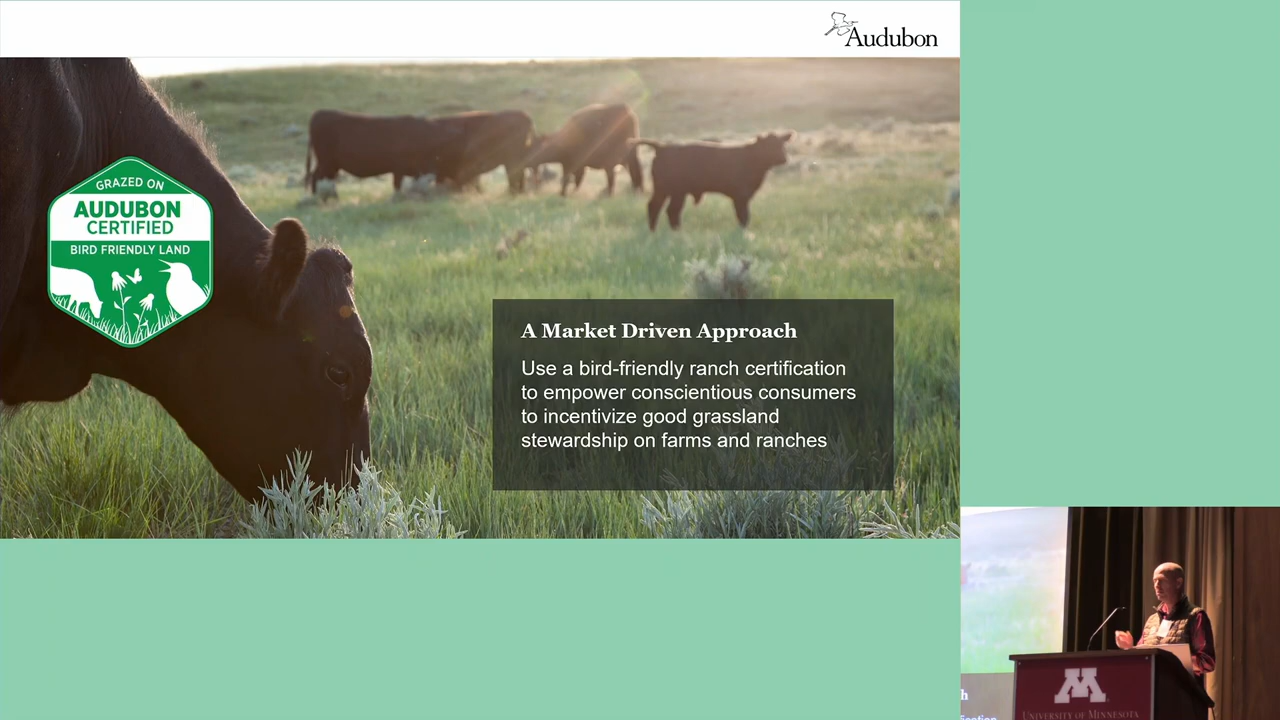 Audubon
GRAZED ON
AUDUBON
CERTIFIED
BIRD FRIENDLY LAND
A Market Driven Approach
Use a bird-friendly ranch certification
to empower conscientious consumers
to incentivize good grassland
stewardship on farms and ranches
M
UNIVERSITY OF MINNESOTA